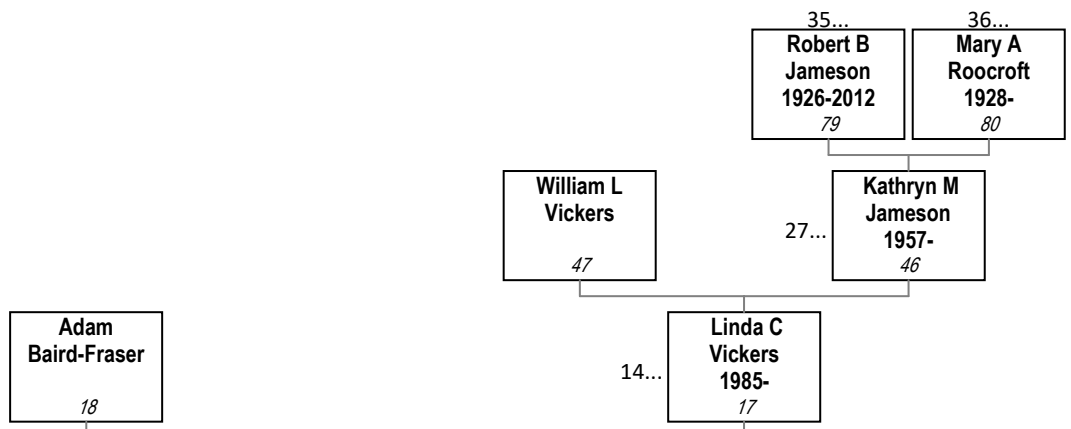 35...
36...
Robert B
Jameson
1926-2012
79
Mary A
Roocroft
1928-
80
William L
Vickers
47
27...
Kathryn M
Jameson
1957-
46
Adam
Baird-Fraser
18
14...
Linda C
Vickers
1985-
17